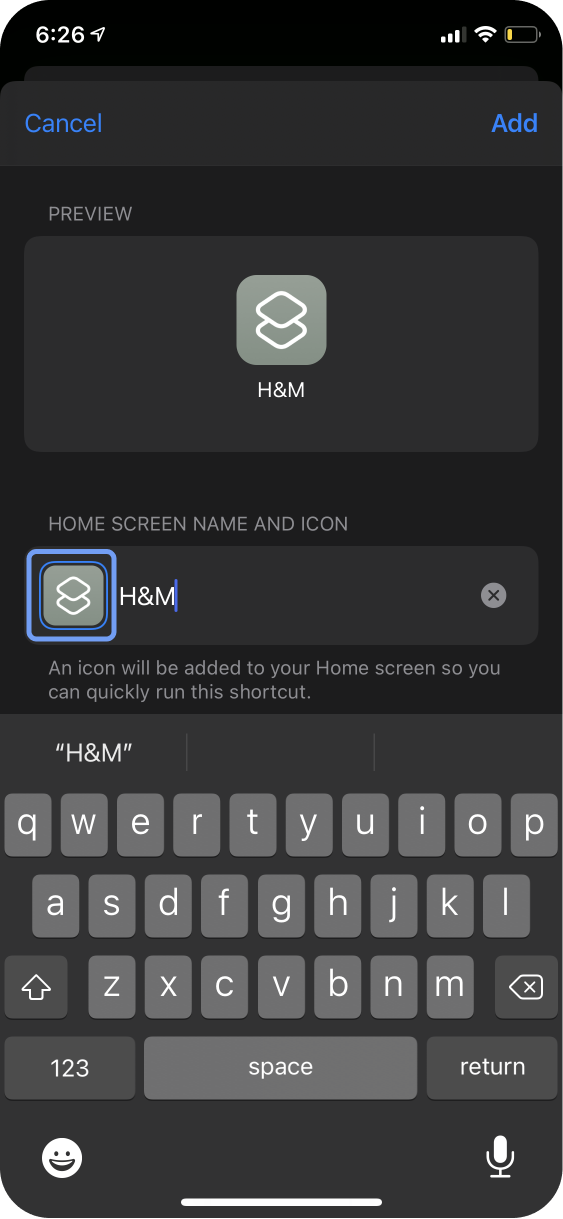 6:26
Cancel
Add
PREVIEW
H&M
HOME SCREEN NAME AND ICON
H&M
An icon will be added to your Home screen so you
can quickly run this shortcut.
“H&M”
q w e r t y u i o p
a s d f g h j k l
z x c v b n m
123 space return